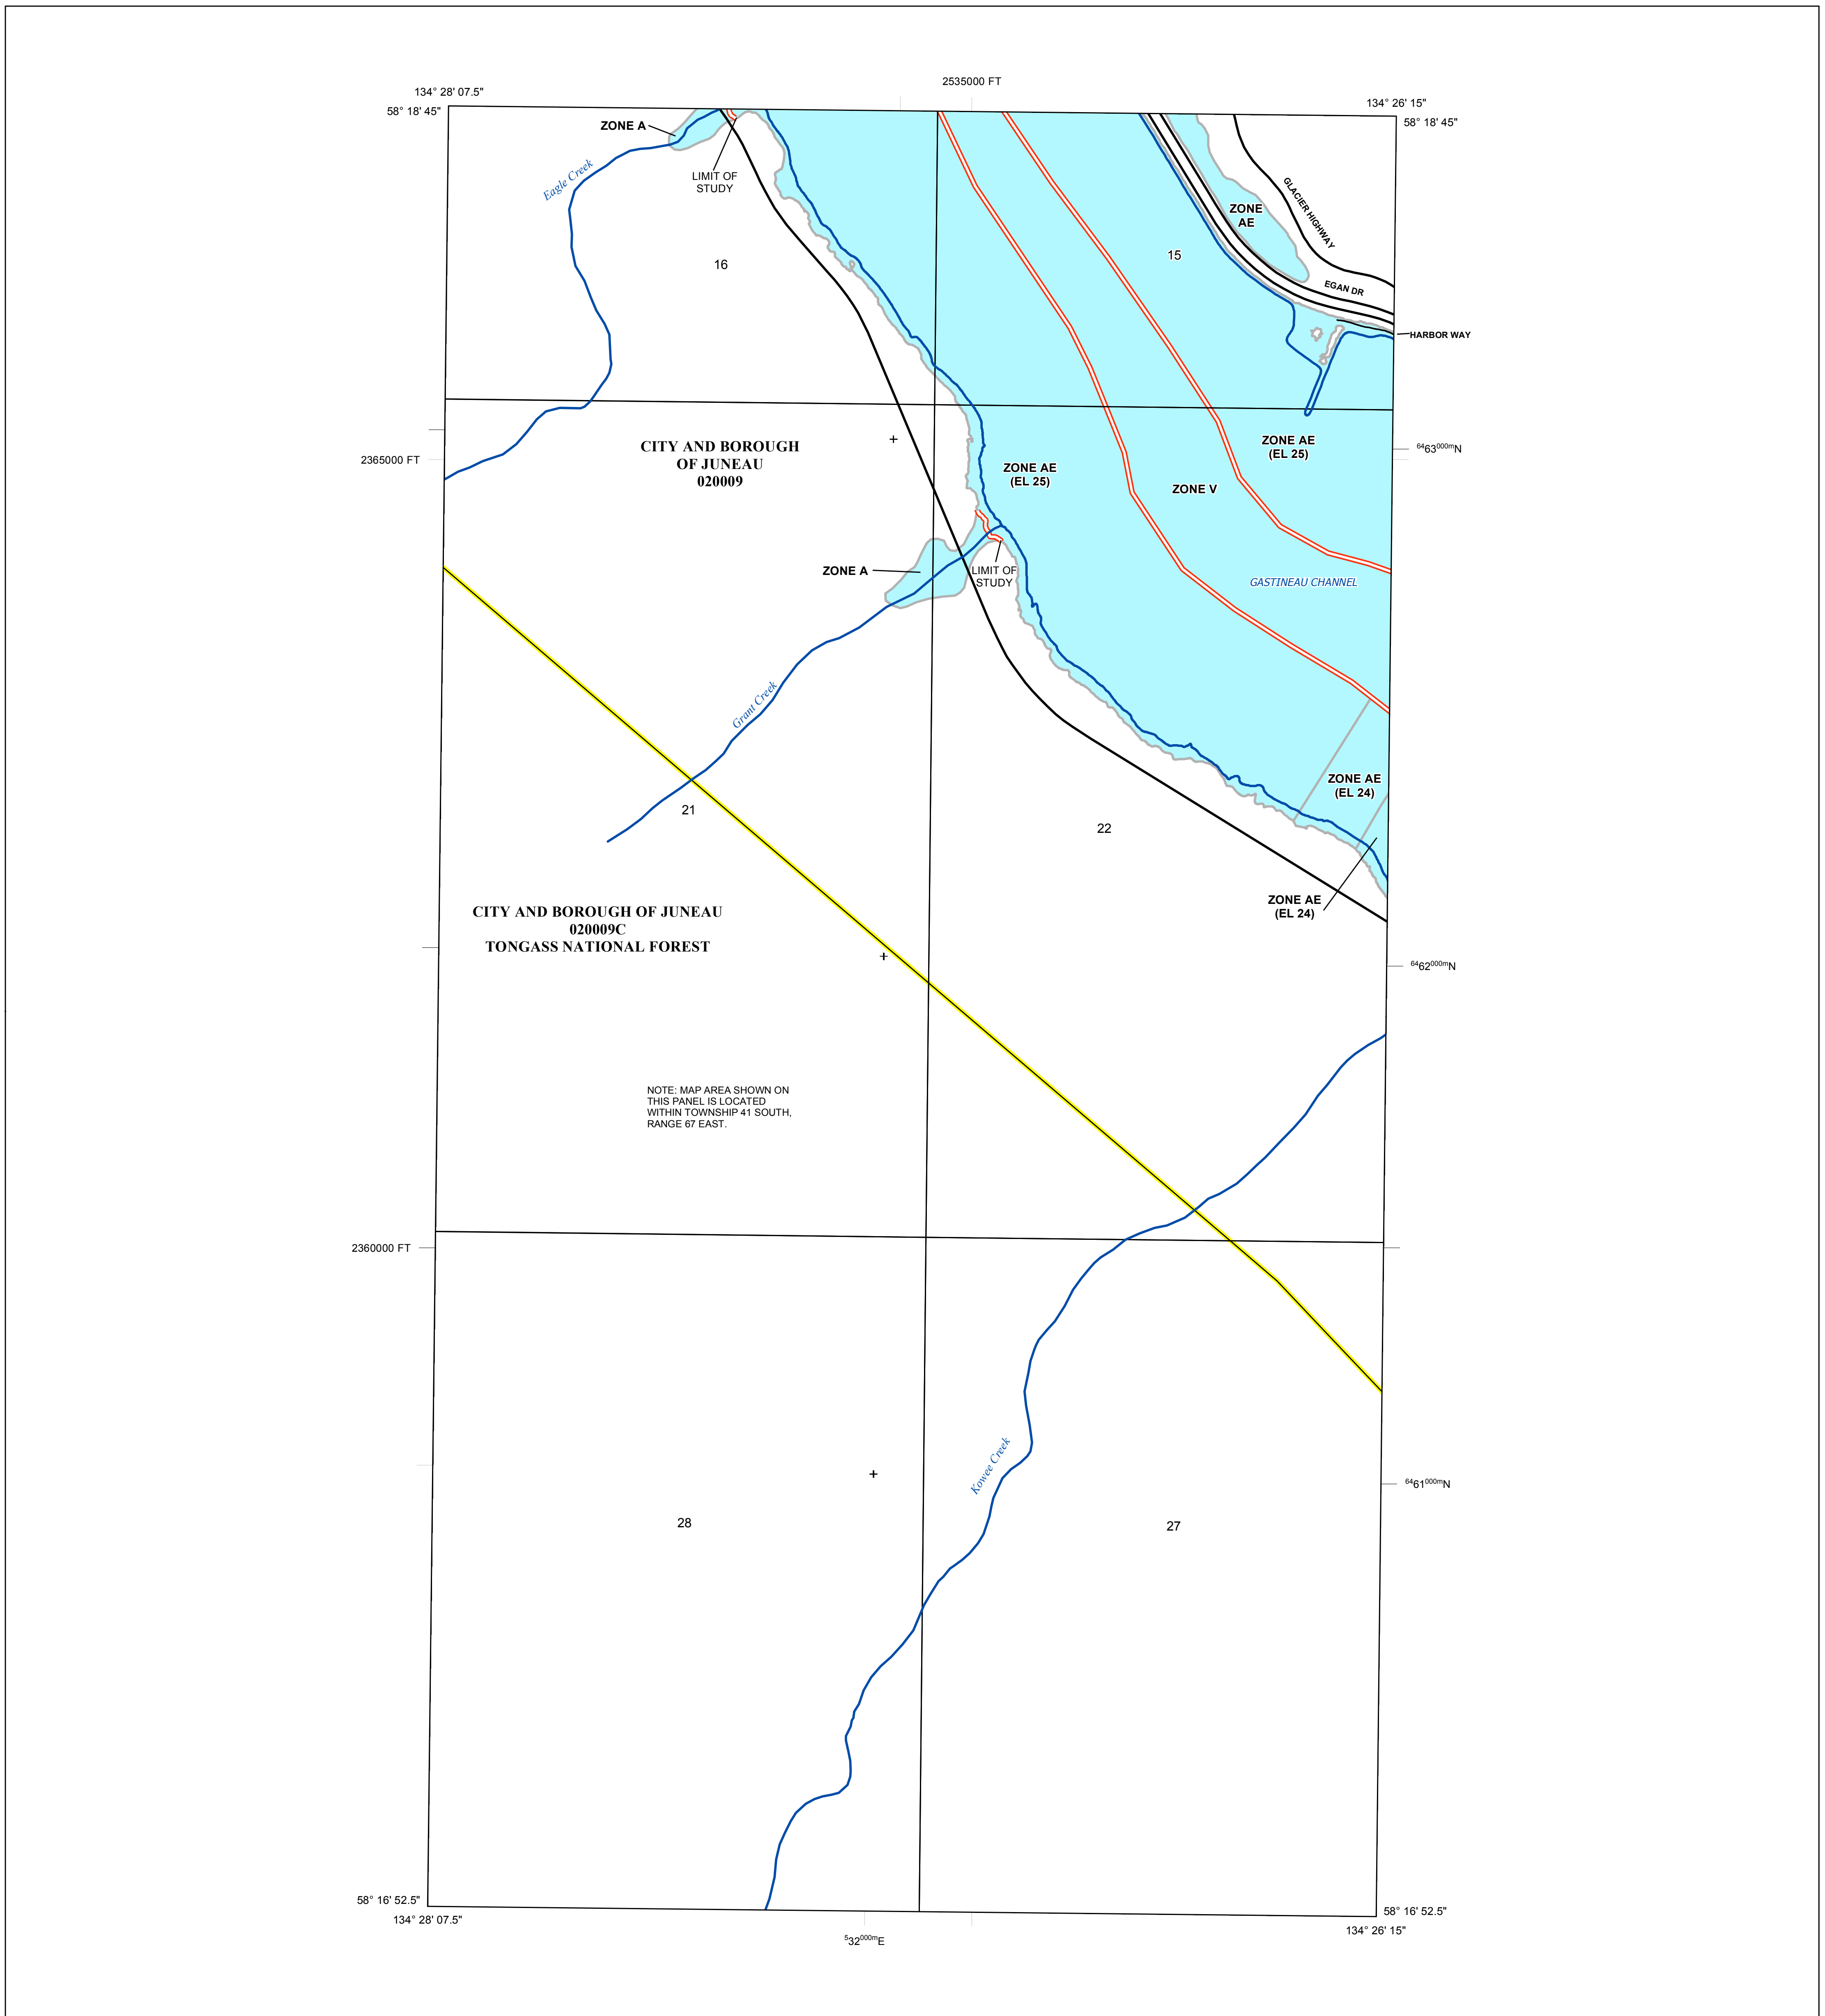 2535000 FT
134° 28' 07.5"
134° 26' 15"
58° 18' 45"
58° 18' 45"
ZONE A
Eagle Creek
LIMIT OF
STUDY
GLACIER HIGHWAY
ZONE
AE
16
15
EGAN DR
HARBOR WAY
CITY AND BOROUGH
OF JUNEAU
020009
2365000 FT
ZONE AE
(EL 25)
ZONE AE
(EL 25)
6463000mN
ZONE V
ZONE A
LIMIT OF
STUDY
GASTINEAU CHANNEL
Grant Creek
ZONE AE
(EL 24)
21
22
ZONE AE
(EL 24)
CITY AND BOROUGH OF JUNEAU
020009C
TONGASS NATIONAL FOREST
6462000mN
NOTE: MAP AREA SHOWN ON
THIS PANEL IS LOCATED
WITHIN TOWNSHIP 41 SOUTH,
RANGE 67 EAST.
2360000 FT
Kowee Creek
6461000mN
28
27
58° 16' 52.5"
58° 16' 52.5"
134° 28' 07.5"
134° 26' 15"
532000mE